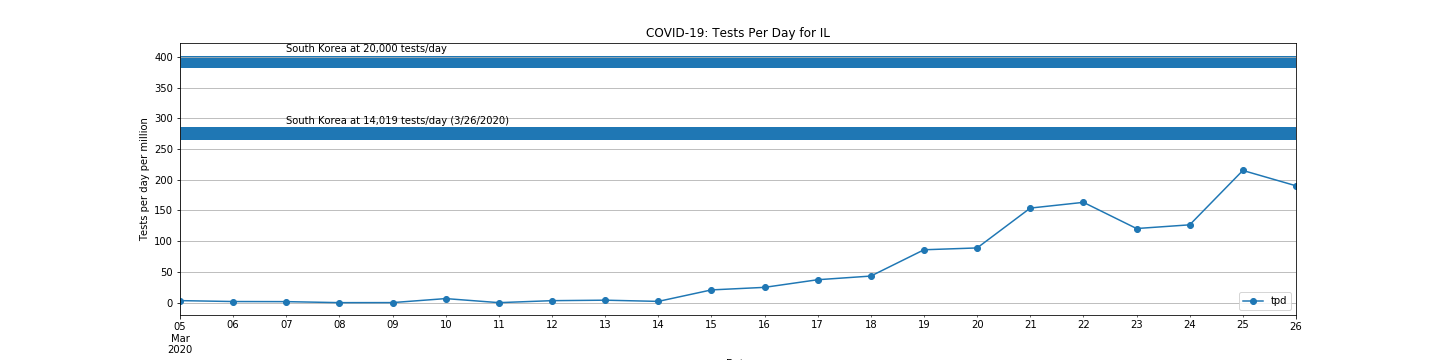 COVID-19: Tests Per Day for IL
South Korea at 20,000 tests/day
South Korea at 14,019 tests/day (3/26/2020)
Tests per day per million
400
350
300
250
200
150
100
50
0
tpd
05 06 07 08 09 10 11 12 13 14 15 16 17 18 19 20 21 22 23 24 25 26
Mar
2020